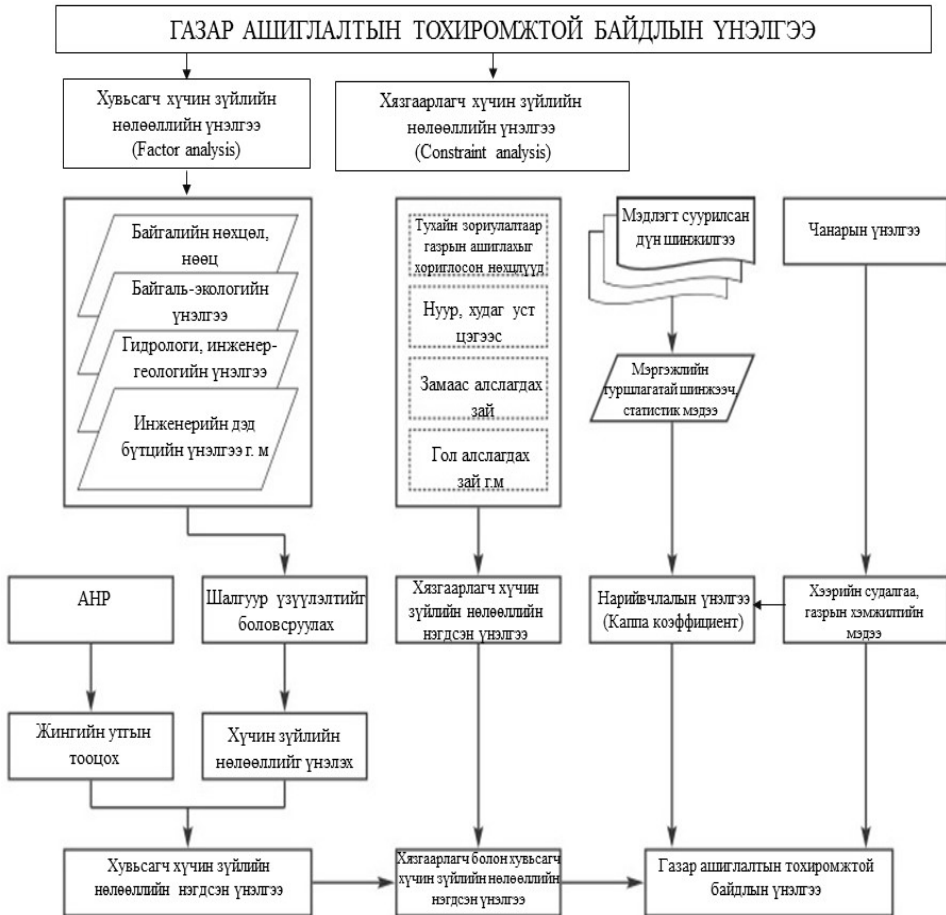 ГАЗАР АШИГЛАЛТЫН ТОХИРОМЖТОЙ БАЙДЛЫН ҮНЭЛГЭЭ
Хувьсагч хүчин зүйлийн
нөлөөллийн үнэлгээ
(Factor analysis)
Хязгаарлагч хүчин зүйлийн
нөлөөллийн үнэлгээ
(Constraint analysis)
Байгалийн нөхцөл,
нөөц
Байгаль-экологийн
үнэлгээ
Гидрологи, инженер-
геологийн үнэлгээ
Инженерийн дэд
бүтцийн үнэлгээ г. м
Тухайн зориулалтаар
газрын ашиглахыг
хориглосон нөхцлүүд
Нуур, худаг уст
цэгээс
Замаас алслагдах
зай
Гол алслагдах
зай г.м
Мэдлэгт суурилсан
дүн шинжилгээ
Мэргэжлийн
туршлагатай шинжээч,
статистик мэдээ
Чанарын үнэлгээ
АНР
Шалгуур үзүүлэлтийг
боловсруулах
Хязгаарлагч хүчин
зүйлийн нөлөөллийн
нэгдсэн үнэлгээ
Нарийвчлалын үнэлгээ
(Каппа коэффициент)
Хээрийн судалгаа,
газрын хэмжилтийн
мэдээ
Жингийн утгын
тооцох
Хүчин зүйлийн
нөлөөллийг үнэлэх
Хувьсагч хүчин зүйлийн
нөлөөллийн нэгдсэн үнэлгээ
Хязгаарлагч болон хувьсагч
хүчин зүйлийн нөлөөллийн
нэгдсэн үнэлгээ
Газар ашиглалтын тохиромжтой
байдлын үнэлгээ